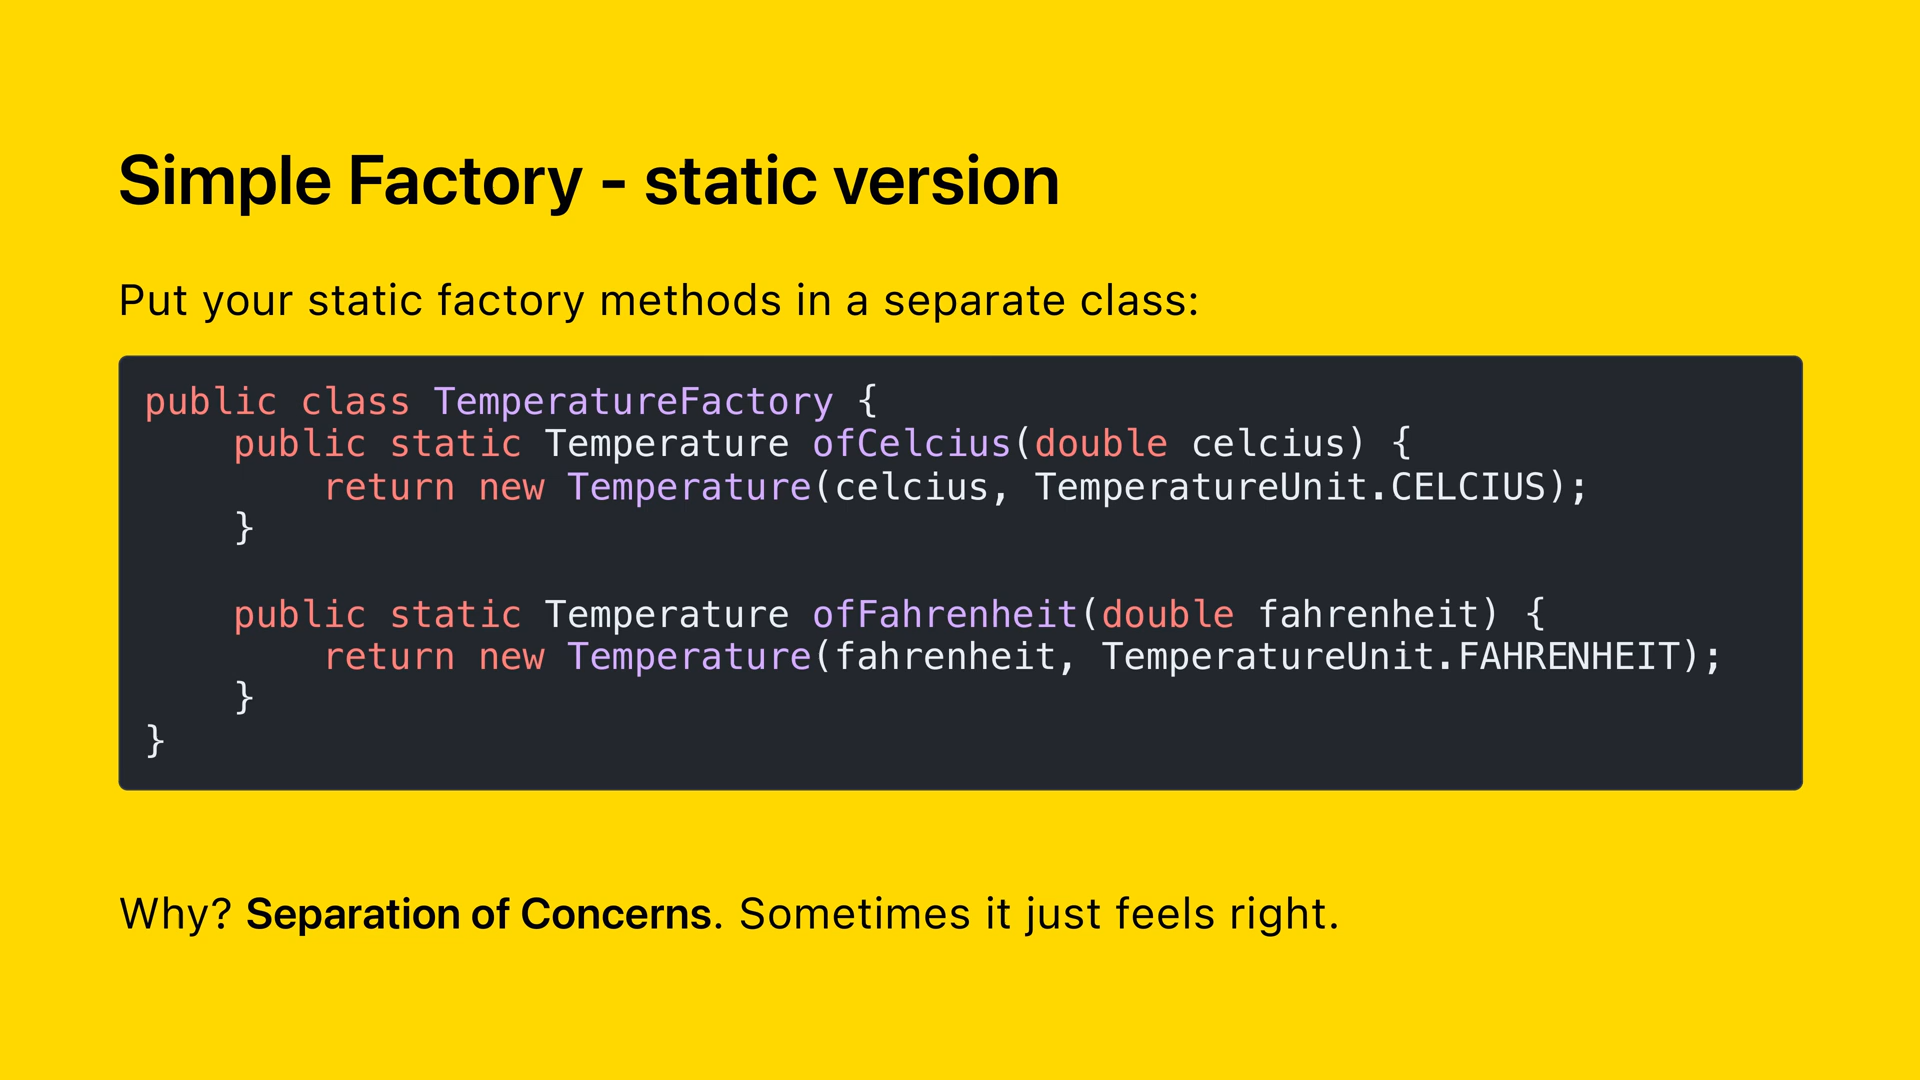 Simple Factory - static version
Put your static factory methods in a separate class:
public class TemperatureFactory {
    public static Temperature ofCelcius(double celcius) {
        return new Temperature(celcius, TemperatureUnit.CELCIUS);
    }
    public static Temperature ofFahrenheit(double fahrenheit) {
        return new Temperature(fahrenheit, TemperatureUnit.FAHRENHEIT);
    }
}
Why? Separation of Concerns. Sometimes it just feels right.